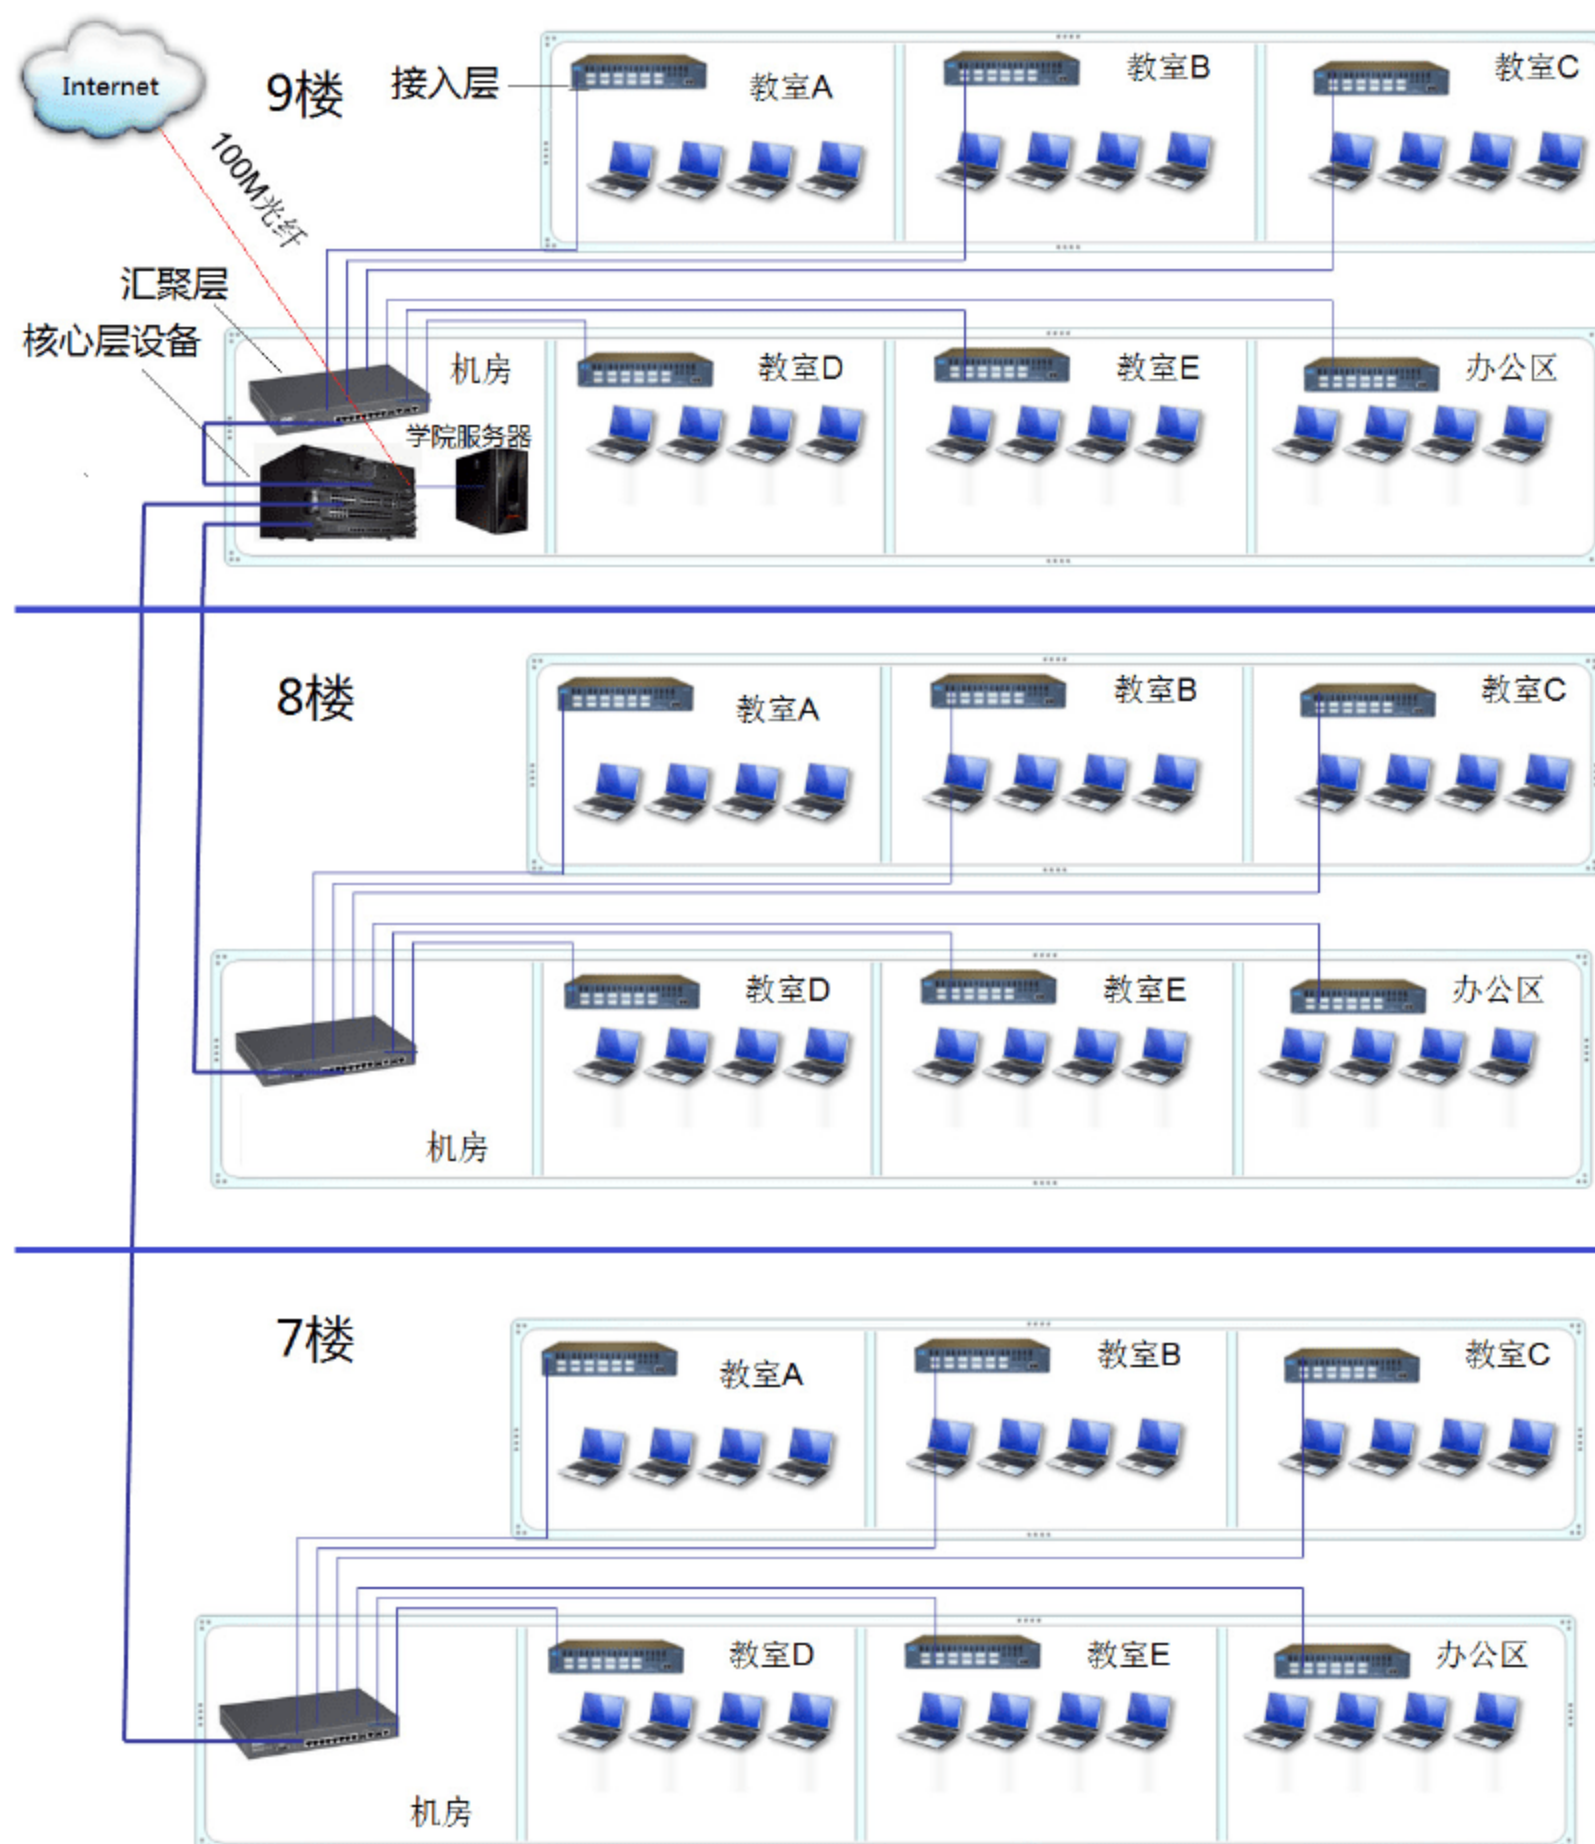 Internet
9楼
接入层
教室A
教室B
教室C
100M光纤
汇聚层
核心层设备
机房
学院服务器
教室D
教室E
办公区
8楼
教室A
教室B
教室C
教室D
教室E
办公区
机房
7楼
教室A
教室B
教室C
教室D
教室E
办公区
机房